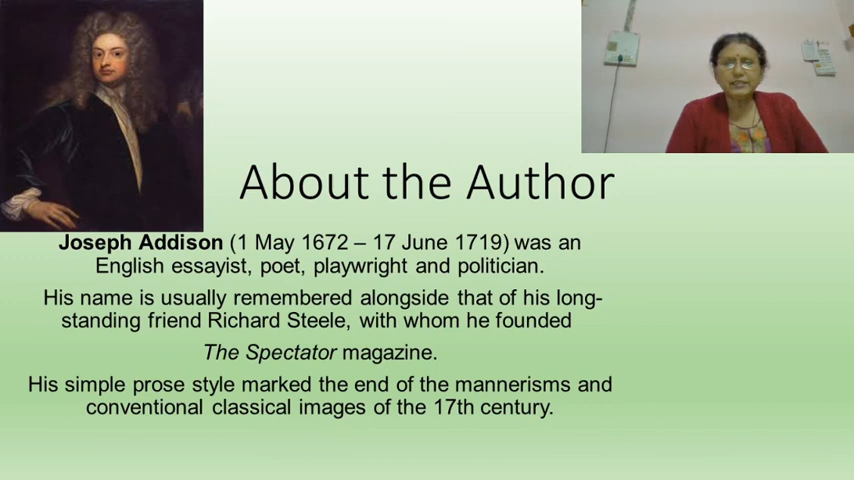 About the Author
Joseph Addison (1 May 1672 – 17 June 1719) was an
English essayist, poet, playwright and politician.
His name is usually remembered alongside that of his long-
standing friend Richard Steele, with whom he founded
The Spectator magazine.
His simple prose style marked the end of the mannerisms and
conventional classical images of the 17th century.